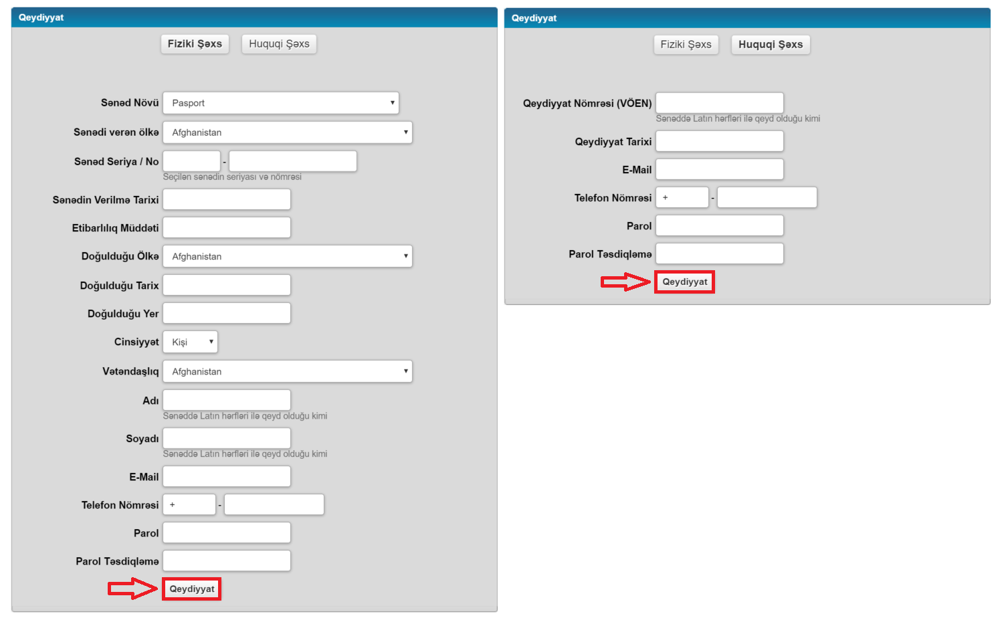 Qeydiyyat
Fiziki Şəxs Huquqi Şəxs
Sənəd Növü Pasport
Sənədi verən ölkə Afghanistan
Sənəd Seriya / No -
Seçilən sənədin seriyası və nömrəsi
Sənədin Verilmə Tarixi
Etibarlılıq Müddəti
Doğulduğu Ölkə Afghanistan
Doğulduğu Tarix
Doğulduğu Yer
Cinsiyyət Kişi
Vətəndaşlıq Afghanistan
Adı
Sənəddə Latın hərfləri ilə qeyd olduğu kimi
Soyadı
Sənəddə Latın hərfləri ilə qeyd olduğu kimi
E-Mail
Telefon Nömrəsi + -
Parol
Parol Təsdiqləmə
Qeydiyyat
Qeydiyyat
Fiziki Şəxs Huquqi Şəxs
Qeydiyyat Nömrəsi (VÖEN)
Sənəddə Latın hərfləri ilə qeyd olduğu kimi
Qeydiyyat Tarixi
E-Mail
Telefon Nömrəsi + -
Parol
Parol Təsdiqləmə
Qeydiyyat